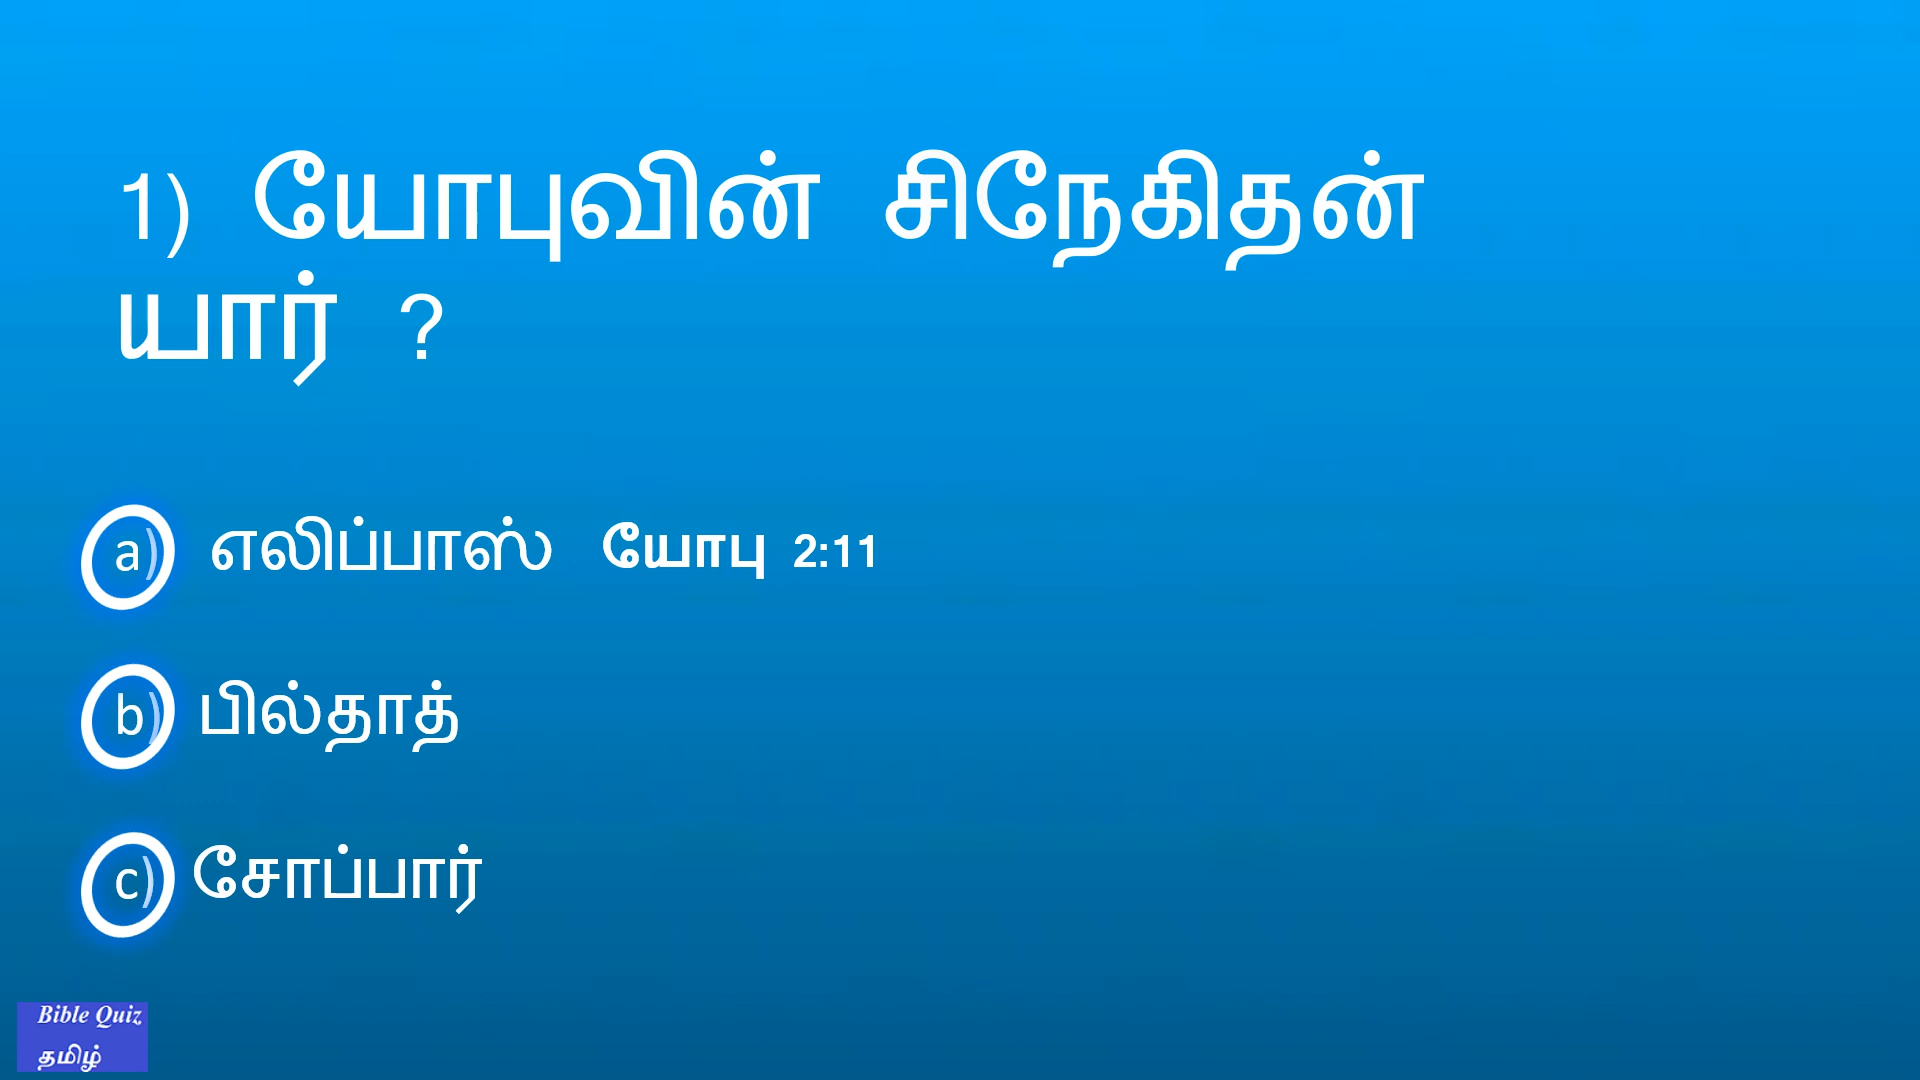 1) யோபுவின் சிநேகிதன்
யார் ?
a) எலிப்பாஸ் யோபு 2:11
b) பில்தாத்
c) சோப்பார்
Bible Quiz
தமிழ்